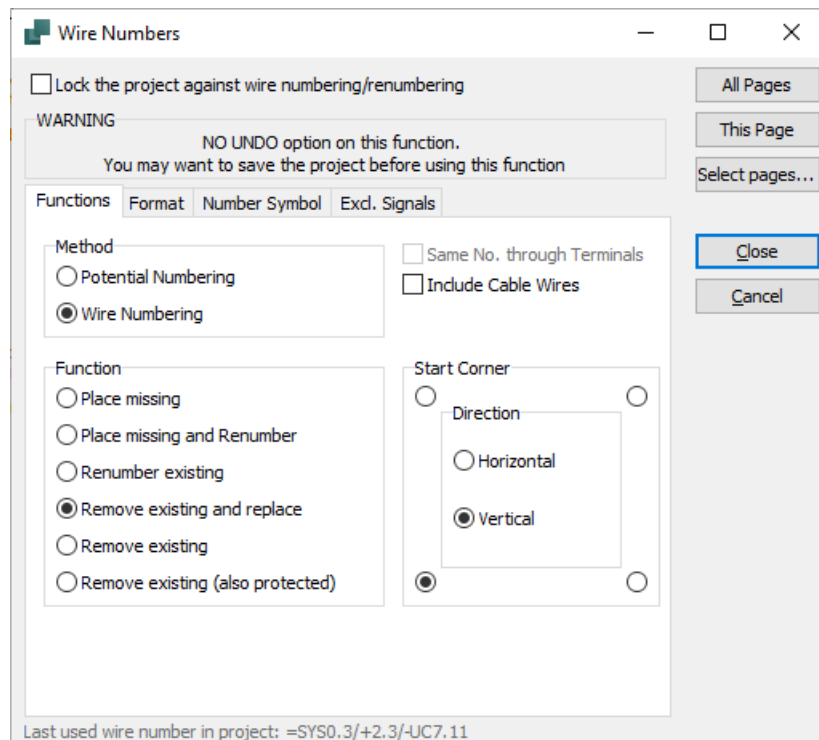 Wire Numbers
Lock the project against wire numbering/renumbering
All Pages
WARNING
NO UNDO option on this function.
You may want to save the project before using this function
This Page
Select pages...
Functions Format Number Symbol Excl. Signals
Method
Potential Numbering
Wire Numbering
Same No. through Terminals
Include Cable Wires
Close
Cancel
Function
Place missing
Place missing and Renumber
Renumber existing
Remove existing and replace
Remove existing
Remove existing (also protected)
Start Corner
Direction
Horizontal
Vertical
Last used wire number in project: =SYS0.3/+2.3/-UC7.11